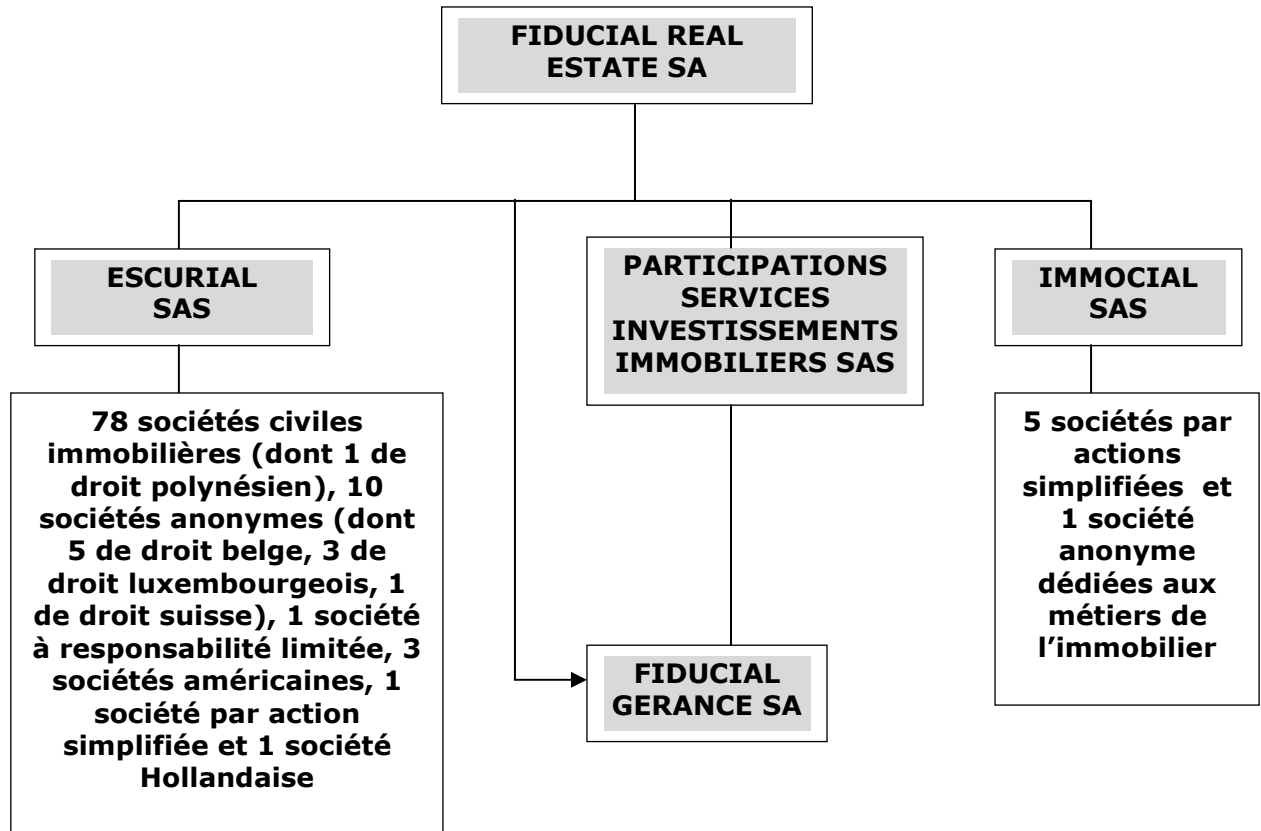 FIDUCIAL REAL
ESTATE SA
ESCURIAL
SAS
PARTICIPATIONS
SERVICES
INVESTISSEMENTS
IMMOBILIERS SAS
IMMOCIAL
SAS
78 sociétés civiles
immobilières (dont 1 de
droit polynésien), 10
sociétés anonymes (dont
5 de droit belge, 3 de
droit luxembourgeois, 1
de droit suisse), 1 société
à responsabilité limitée, 3
sociétés américaines, 1
société par action
simplifiée et 1 société
Hollandaise
5 sociétés par
actions
simplifiées et
1 société
anonyme
dédiées aux
métiers de
l’immobilier
FIDUCIAL
GERANCE SA